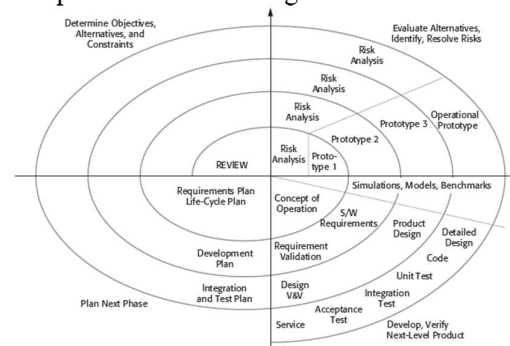 Determine Objectives,
Alternatives, and
Constraints
Evaluate Alternatives,
Identify, Resolve Risks
Risk
Analysis
Risk
Analysis
Risk
Analysis
Operational
Prototype
Prototype 3
Prototype 2
Risk
Analysis
Proto-
type 1
REVIEW
Simulations, Models, Benchmarks
Requirements Plan
Life-Cycle Plan
Concept of
Operation
S/W
Requirements
Product
Design
Detailed
Design
Development
Plan
Requirement
Validation
Code
Unit Test
Integration
and Test Plan
Design
V&V
Integration
Test
Plan Next Phase
Acceptance
Test
Service
Develop, Verify
Next-Level Product